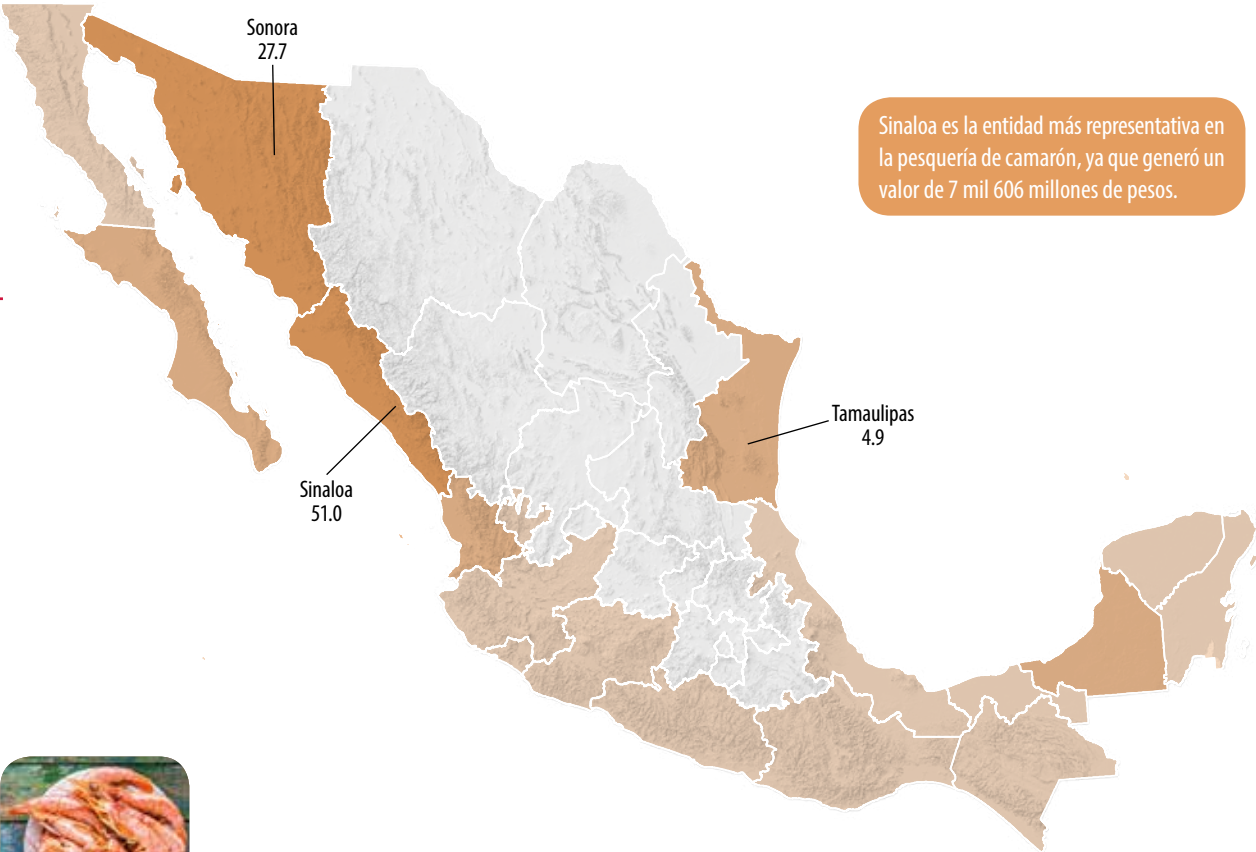 Sonora
27.7
Sinaloa es la entidad más representativa en
la pesquería de camarón, ya que generó un
valor de 7 mil 606 millones de pesos.
Tamaulipas
4.9
Sinaloa
51.0